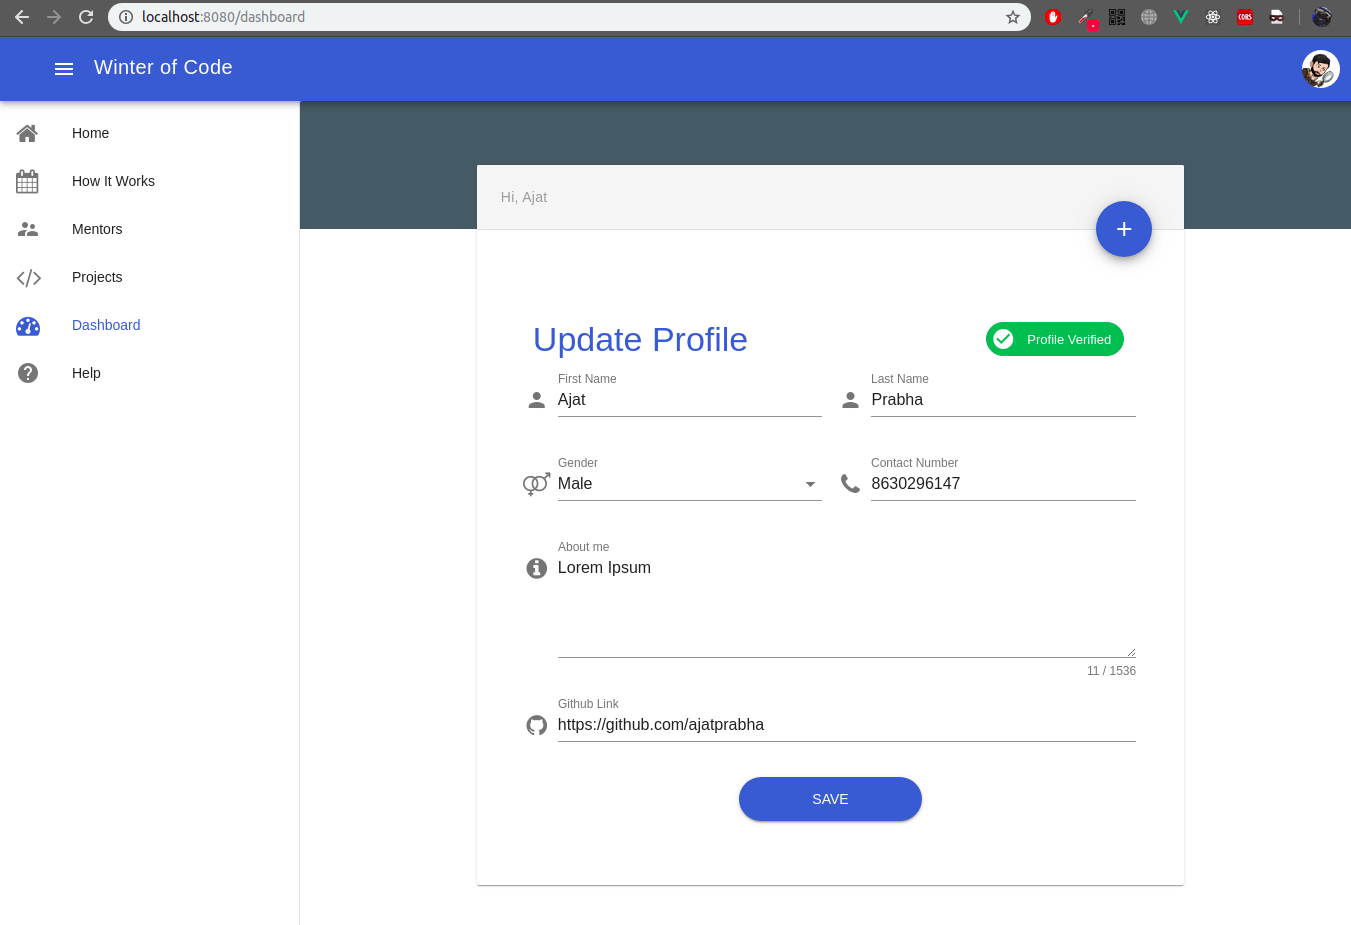 localhost:8080/dashboard
CORS
Winter of Code
Home
How It Works
Mentors
Projects
Dashboard
Help
Hi, Ajat
+
Update Profile
Profile Verified
First Name
Ajat
Last Name
Prabha
Gender
Male
Contact Number
8630296147
About me
Lorem Ipsum
11 / 1536
Github Link
https://github.com/ajatprabha
SAVE